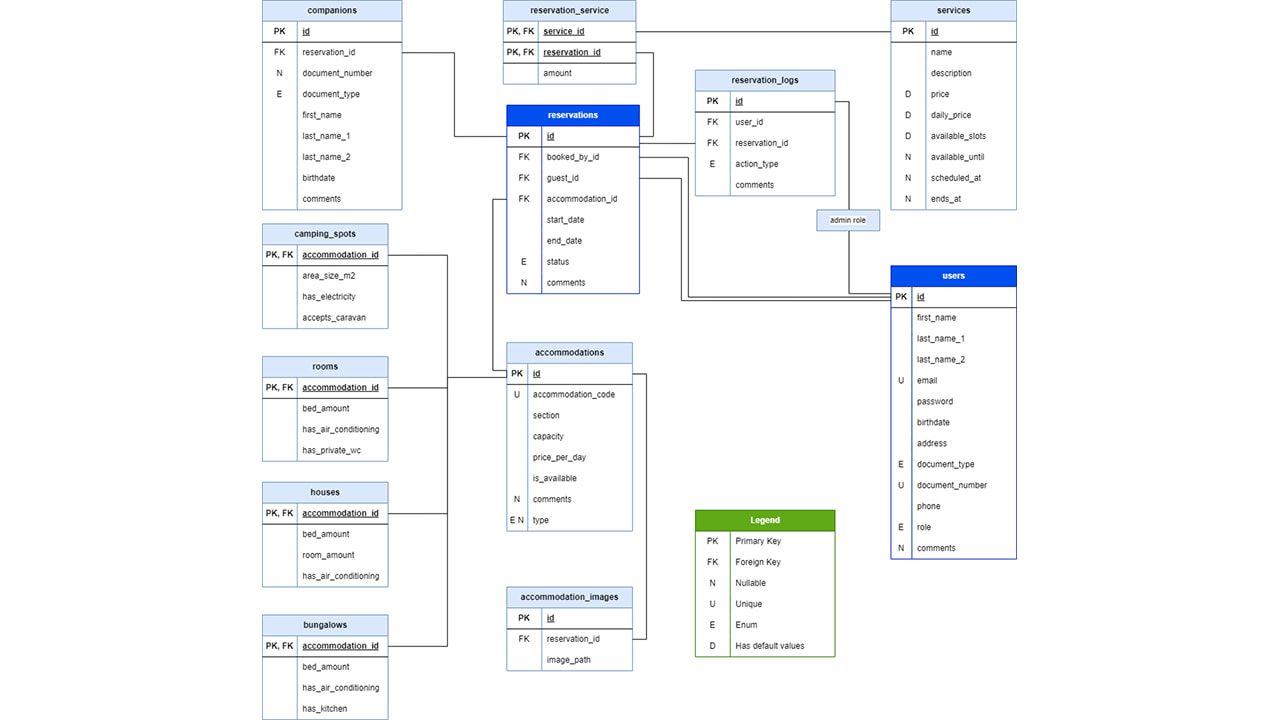 companions
PK id
FK reservation_id
N document_number
E document_type
first_name
last_name_1
last_name_2
birthdate
comments
camping_spots
PK, FK accommodation_id
area_size_m2
has_electricity
accepts_caravan
rooms
PK, FK accommodation_id
bed_amount
has_air_conditioning
has_private_wc
houses
PK, FK accommodation_id
bed_amount
room_amount
has_air_conditioning
bungalows
PK, FK accommodation_id
bed_amount
has_air_conditioning
has_kitchen
reservation_service
PK, FK service_id
PK, FK reservation_id
amount
reservations
PK id
FK booked_by_id
FK guest_id
FK accommodation_id
start_date
end_date
E status
N comments
accommodations
PK id
U accommodation_code
section
capacity
price_per_day
is_available
N comments
E N type
accommodation_images
PK id
FK reservation_id
image_path
reservation_logs
PK id
FK user_id
FK reservation_id
E action_type
comments
admin role
Legend
PK Primary Key
FK Foreign Key
N Nullable
U Unique
E Enum
D Has default values
services
PK id
name
description
D price
D daily_price
D available_slots
N available_until
N scheduled_at
N ends_at
users
PK id
first_name
last_name_1
last_name_2
U email
password
birthdate
address
E document_type
U document_number
phone
E role
N comments